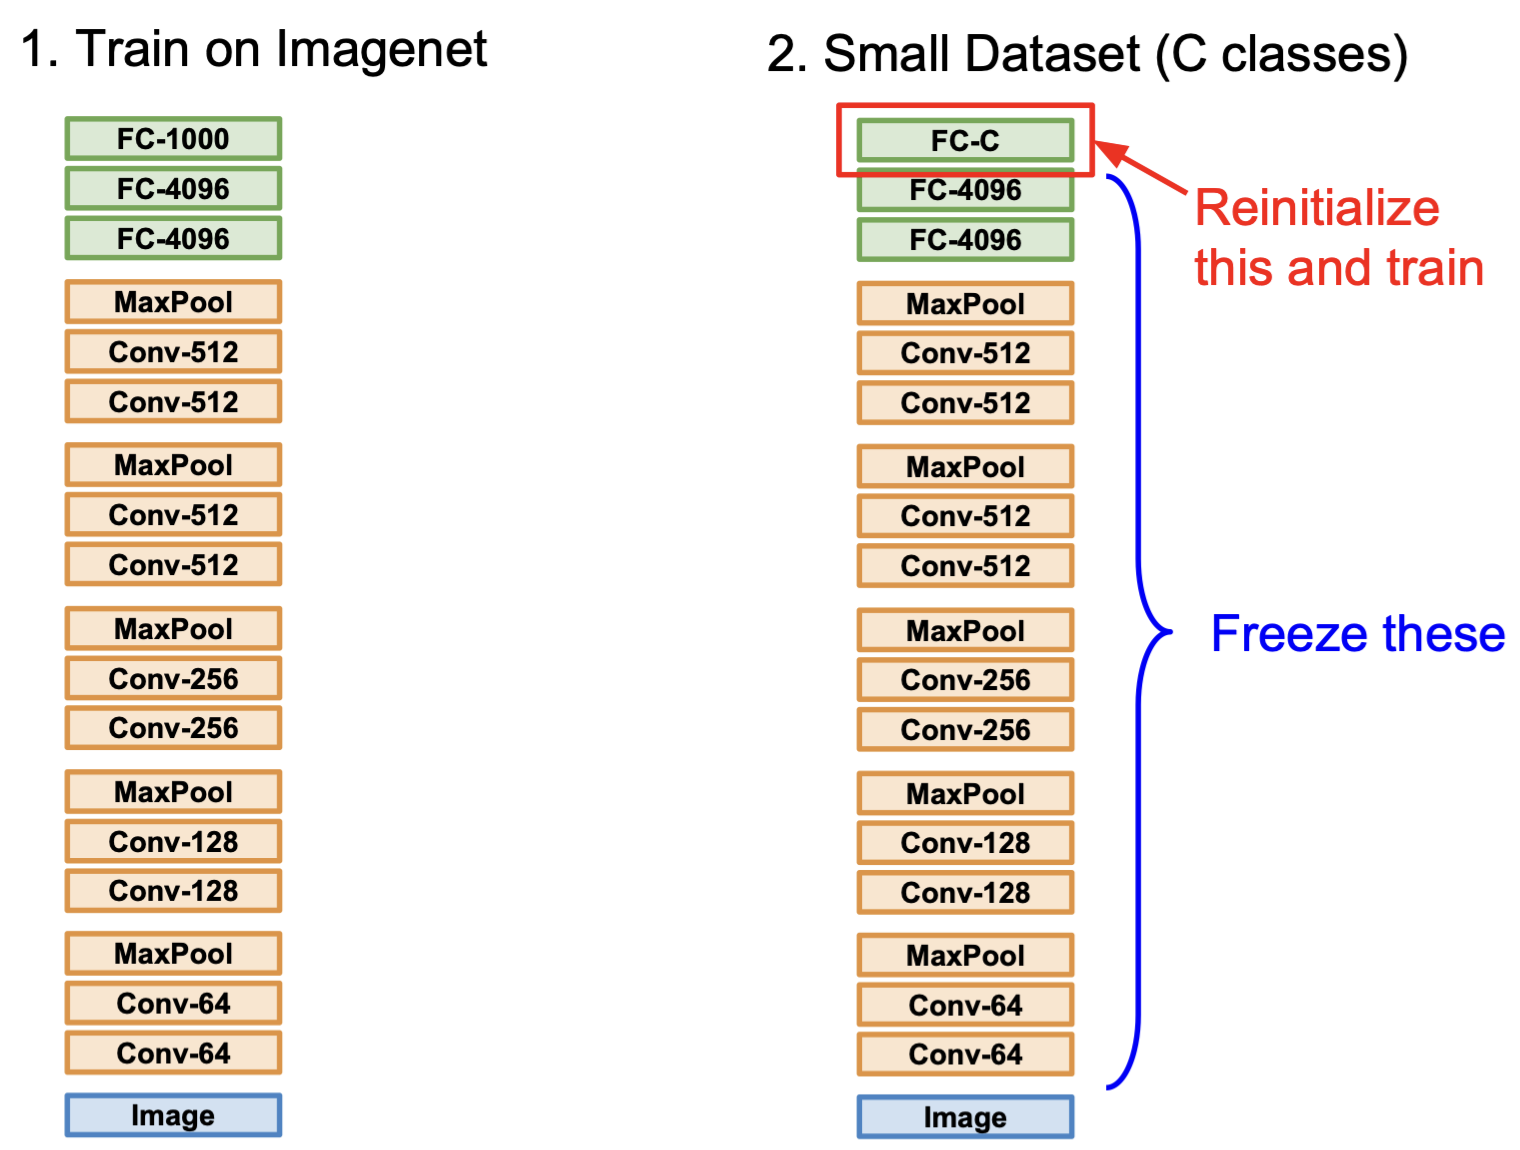 1. Train on Imagenet
FC-1000
FC-4096
FC-4096
MaxPool
Conv-512
Conv-512
MaxPool
Conv-512
Conv-512
MaxPool
Conv-256
Conv-256
MaxPool
Conv-128
Conv-128
MaxPool
Conv-64
Conv-64
Image
2. Small Dataset (C classes)
FC-C
FC-4096
FC-4096
MaxPool
Conv-512
Conv-512
MaxPool
Conv-512
Conv-512
MaxPool
Conv-256
Conv-256
MaxPool
Conv-128
Conv-128
MaxPool
Conv-64
Conv-64
Image
Reinitialize
this and train
Freeze these